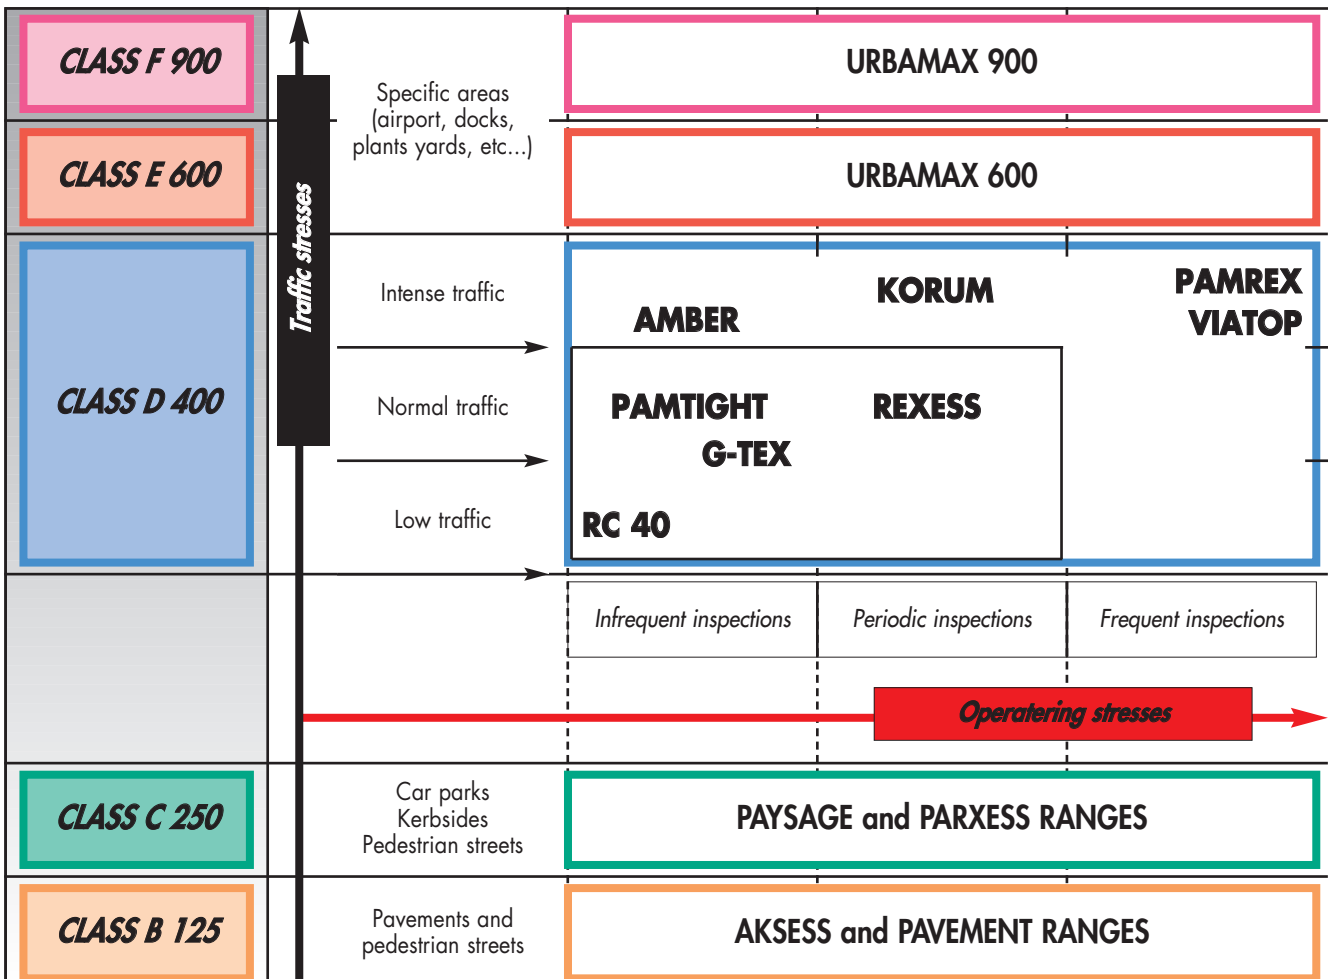 CLASS F 900
Specific areas
(airport, docks,
plants yards, etc...)
URBAMAX 900
CLASS E 600
URBAMAX 600
Traffic stresses
CLASS D 400
Intense traffic
AMBER
KORUM
PAMREX
VIATOP
Normal traffic
PAMTIGHT
REXESS
G-TEX
Low traffic
RC 40
Infrequent inspections
Periodic inspections
Frequent inspections
Operatering stresses
CLASS C 250
Car parks
Kerbsides
Pedestrian streets
PAYSAGE and PARXESS RANGES
CLASS B 125
Pavements and
pedestrian streets
AKSESS and PAVEMENT RANGES